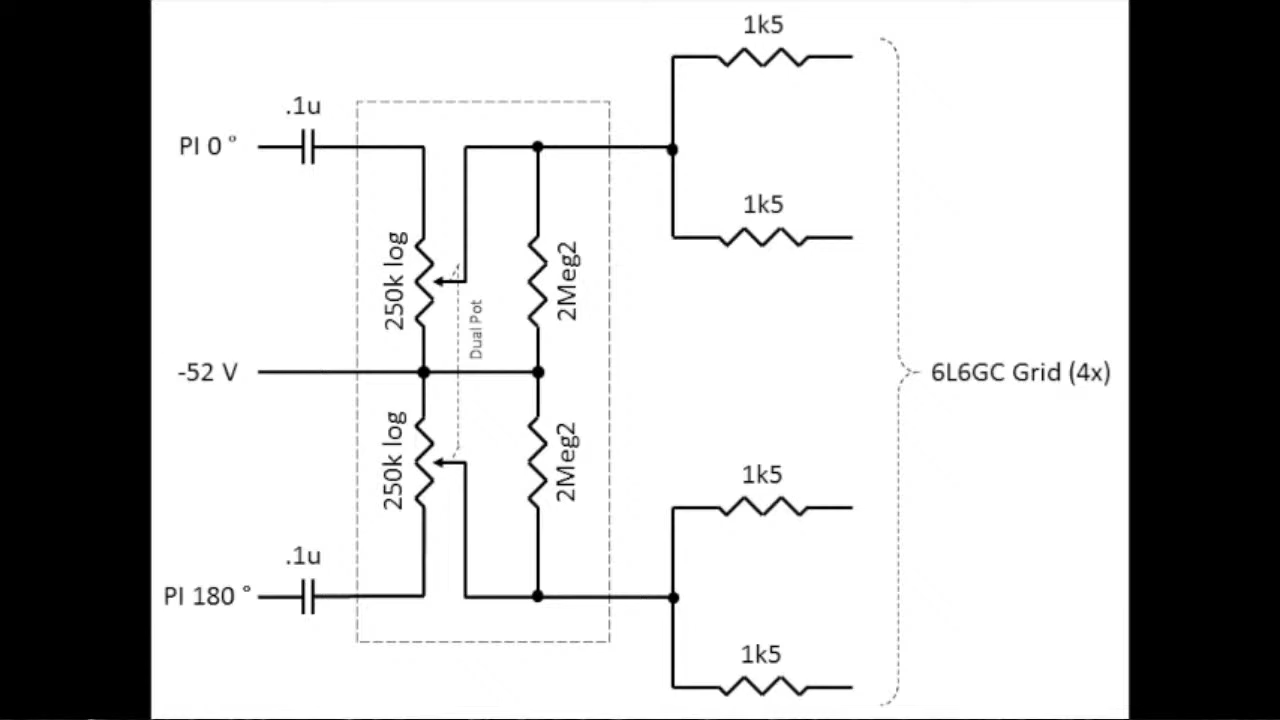 1k5
.1u
PI 0 °
1k5
250k log
2Meg2
Dual Pot
-52 V
6L6GC Grid (4x)
250k log
2Meg2
1k5
.1u
PI 180 °
1k5